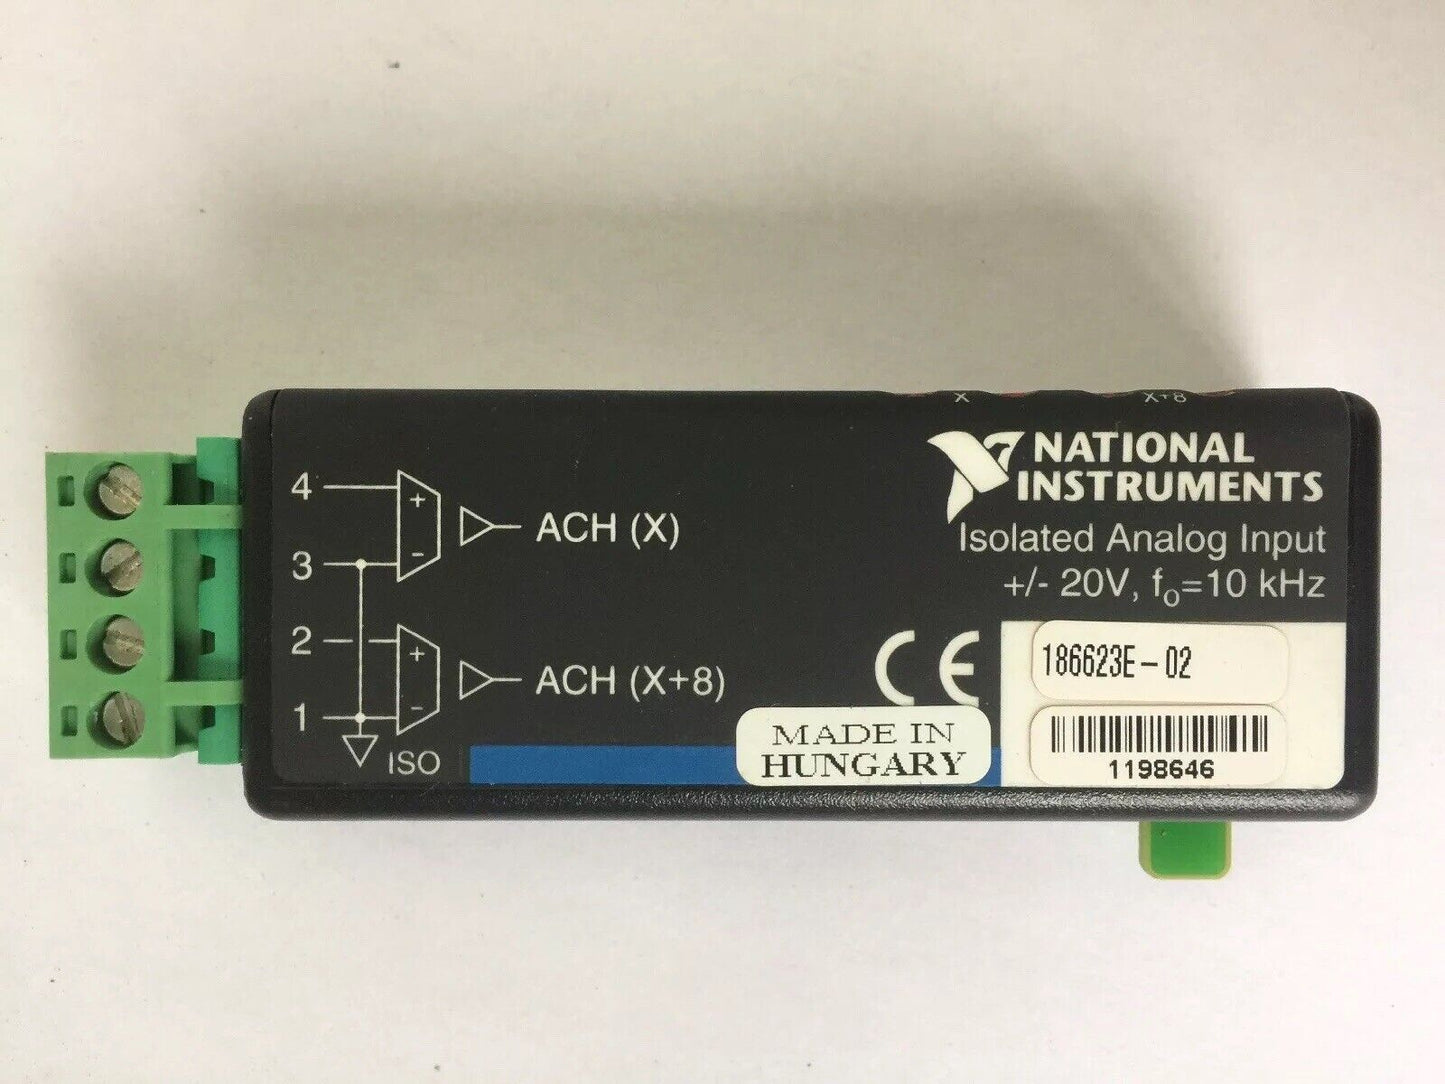 X X+8
NATIONAL
INSTRUMENTS
Isolated Analog Input
+/- 20V, fo=10 kHz
4 + ACH (X)
3 -
2 + ACH (X+8)
1 -
ISO
CE
186623E-02
MADE IN
HUNGARY
1198646